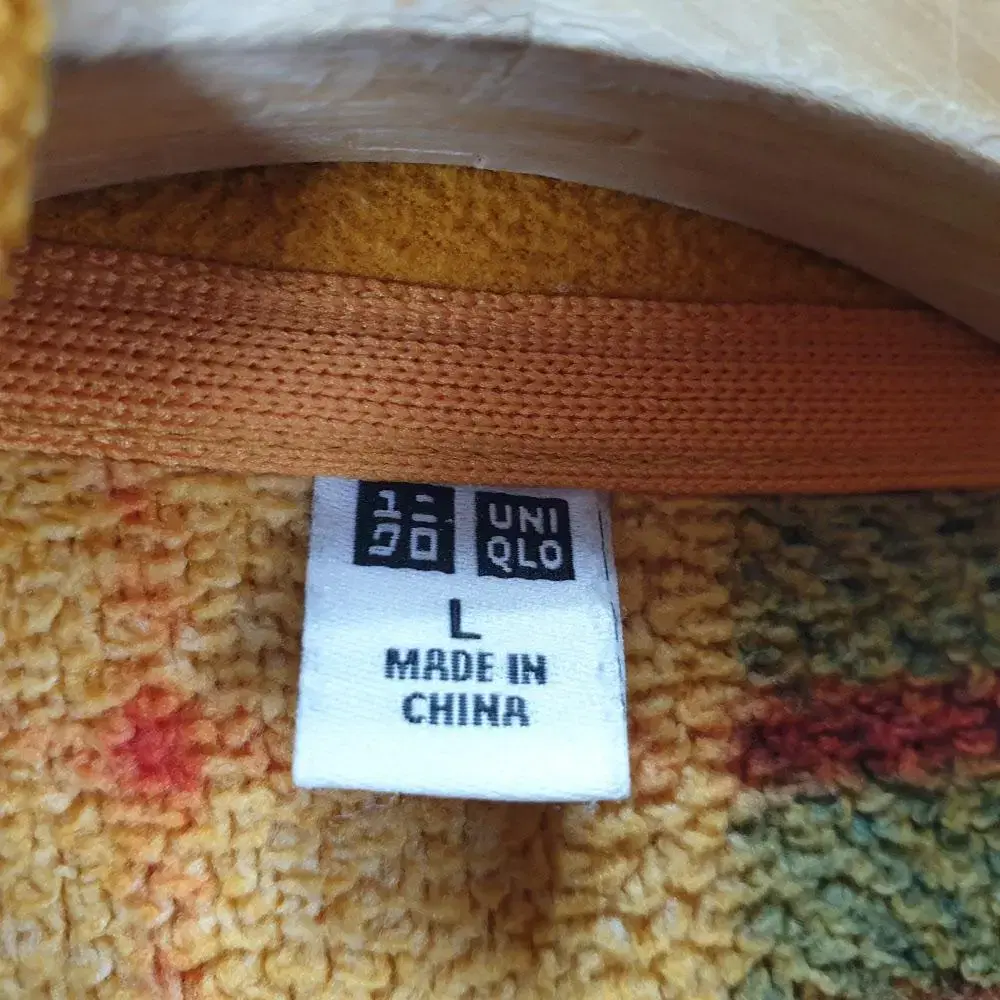 ユニ UNI
クロ QLO
L
MADE IN
CHINA